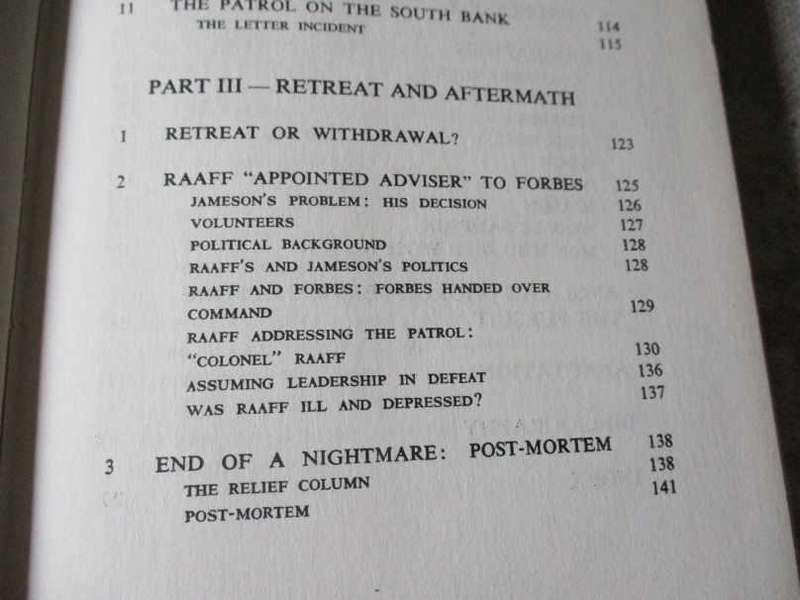 11 THE PATROL ON THE SOUTH BANK 114
THE LETTER INCIDENT 115
PART III — RETREAT AND AFTERMATH
1 RETREAT OR WITHDRAWAL? 123
2 RAAFF "APPOINTED ADVISER" TO FORBES 125
JAMESON'S PROBLEM: HIS DECISION 126
VOLUNTEERS 127
POLITICAL BACKGROUND 128
RAAFF'S AND JAMESON'S POLITICS 128
RAAFF AND FORBES: FORBES HANDED OVER
COMMAND 129
RAAFF ADDRESSING THE PATROL:
"COLONEL" RAAFF 130
ASSUMING LEADERSHIP IN DEFEAT 136
WAS RAAFF ILL AND DEPRESSED? 137
3 END OF A NIGHTMARE: POST-MORTEM 138
THE RELIEF COLUMN 138
POST-MORTEM 141